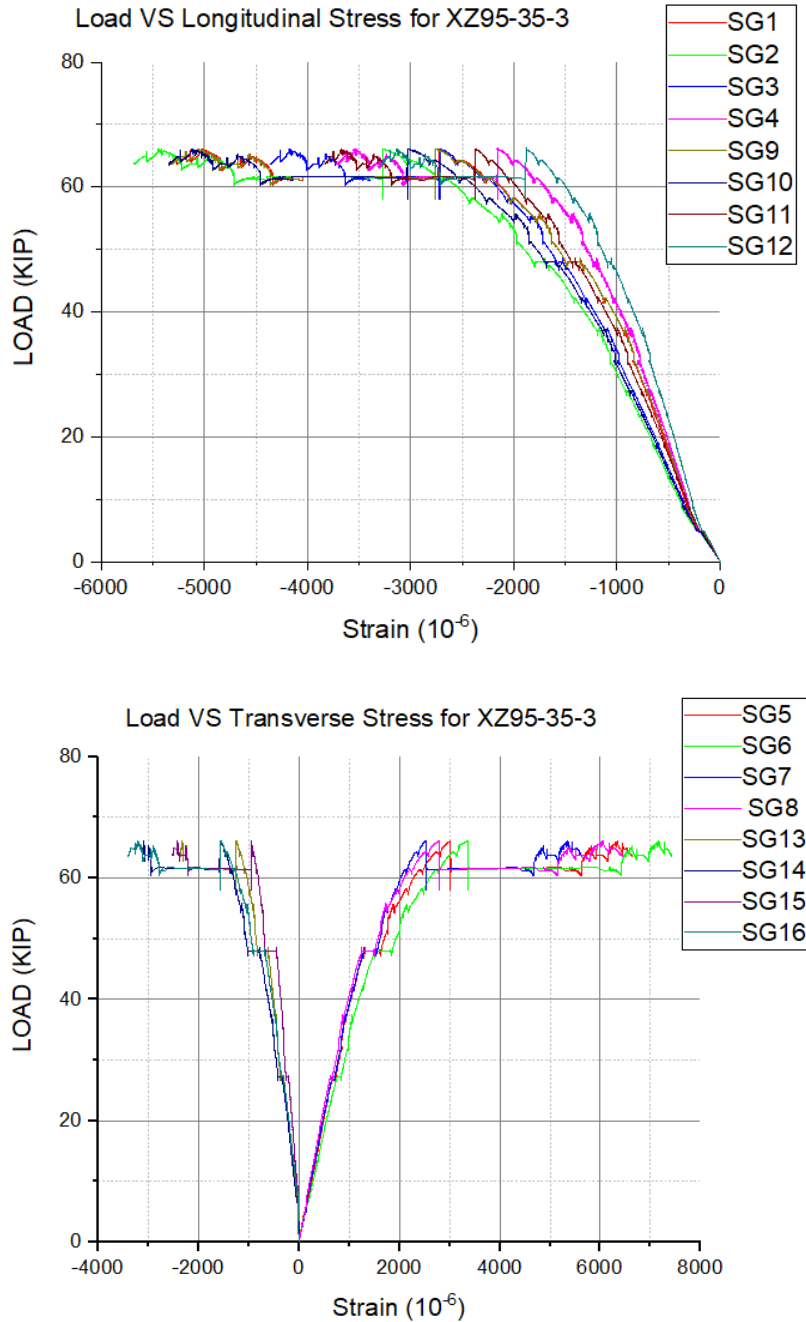 Load VS Longitudinal Stress for XZ95-35-3
SG1
SG2
SG3
SG4
SG9
SG10
SG11
SG12
80
60
40
20
0
LOAD (KIP)
-6000 -5000 -4000 -3000 -2000 -1000 0
Strain (10⁻⁶)
Load VS Transverse Stress for XZ95-35-3
SG5
SG6
SG7
SG8
SG13
SG14
SG15
SG16
80
60
40
20
0
LOAD (KIP)
-4000 -2000 0 2000 4000 6000 8000
Strain (10⁻⁶)